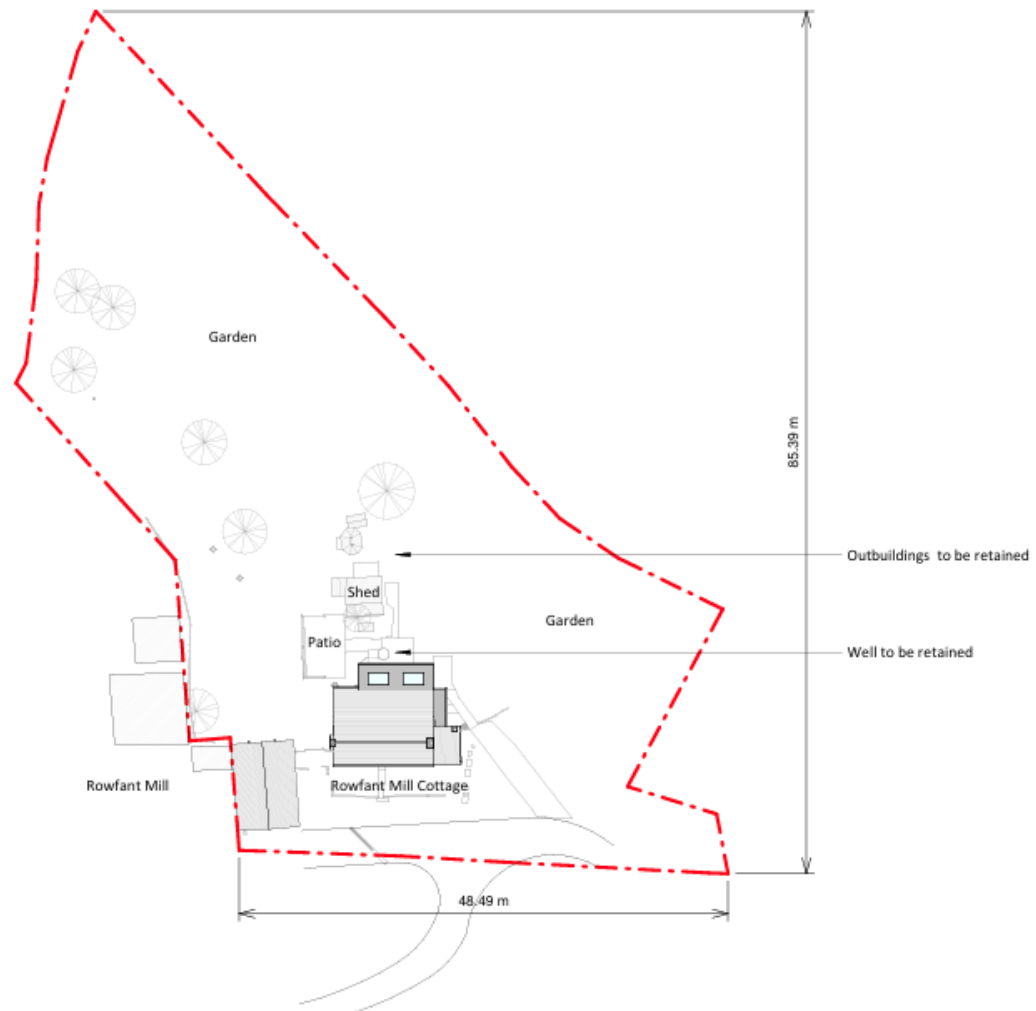 Garden
85.39 m
Outbuildings  to be retained
Shed
Garden
Patio
Well to be retained
Rowfant Mill
Rowfant Mill Cottage
48.49 m